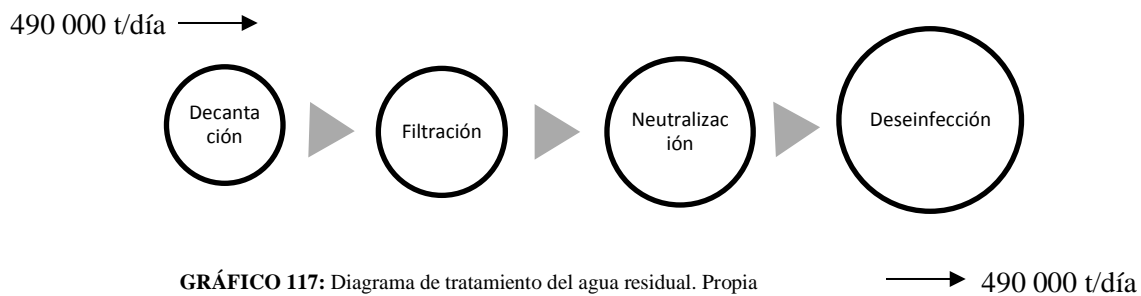 490 000 t/día
Decanta
ción
Filtración
Neutralizac
ión
Deseinfección
GRÁFICO 117: Diagrama de tratamiento del agua residual. Propia
490 000 t/día